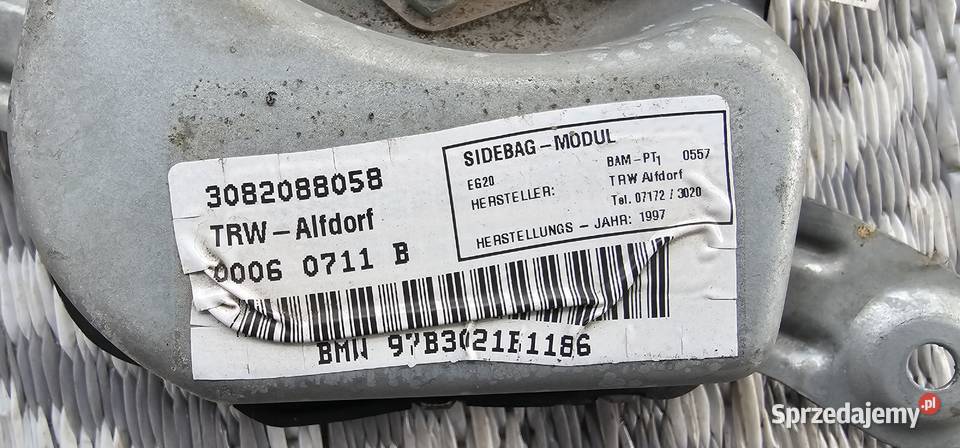 3082088058
TRW-Alfdorf
0006 0711 B
SIDEBAG-MODUL
EG20 BAM-PT1 0557
HERSTELLER: TRW Alfdorf
Tel. 07172 / 3020
HERSTELLUNGS - JAHR: 1997
BMW 97B3021E1186
Sprzedajemy.pl